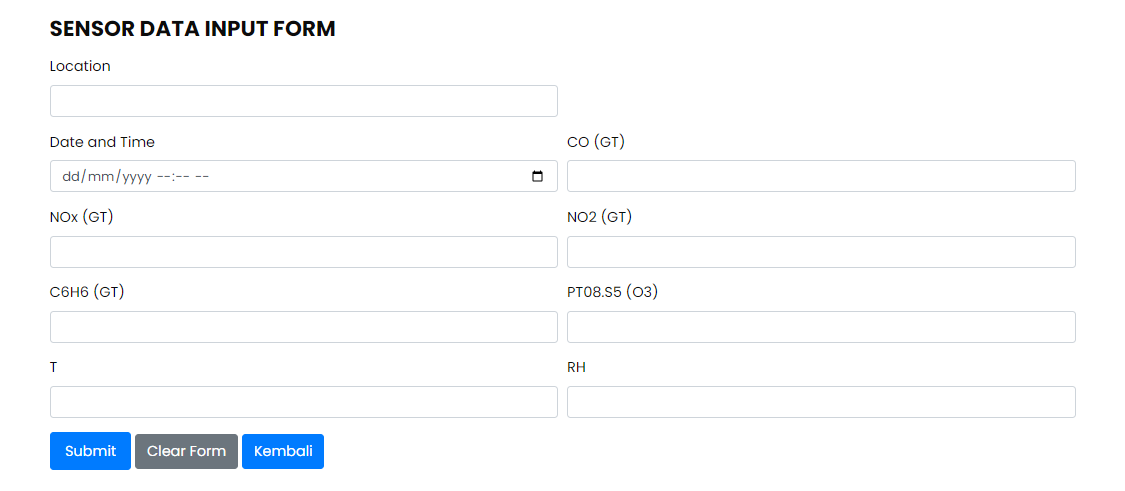 SENSOR DATA INPUT FORM
Location
Date and Time CO (GT)
dd/mm/yyyy --:-- --
NOx (GT) NO2 (GT)
C6H6 (GT) PT08.S5 (O3)
T RH
Submit Clear Form Kembali